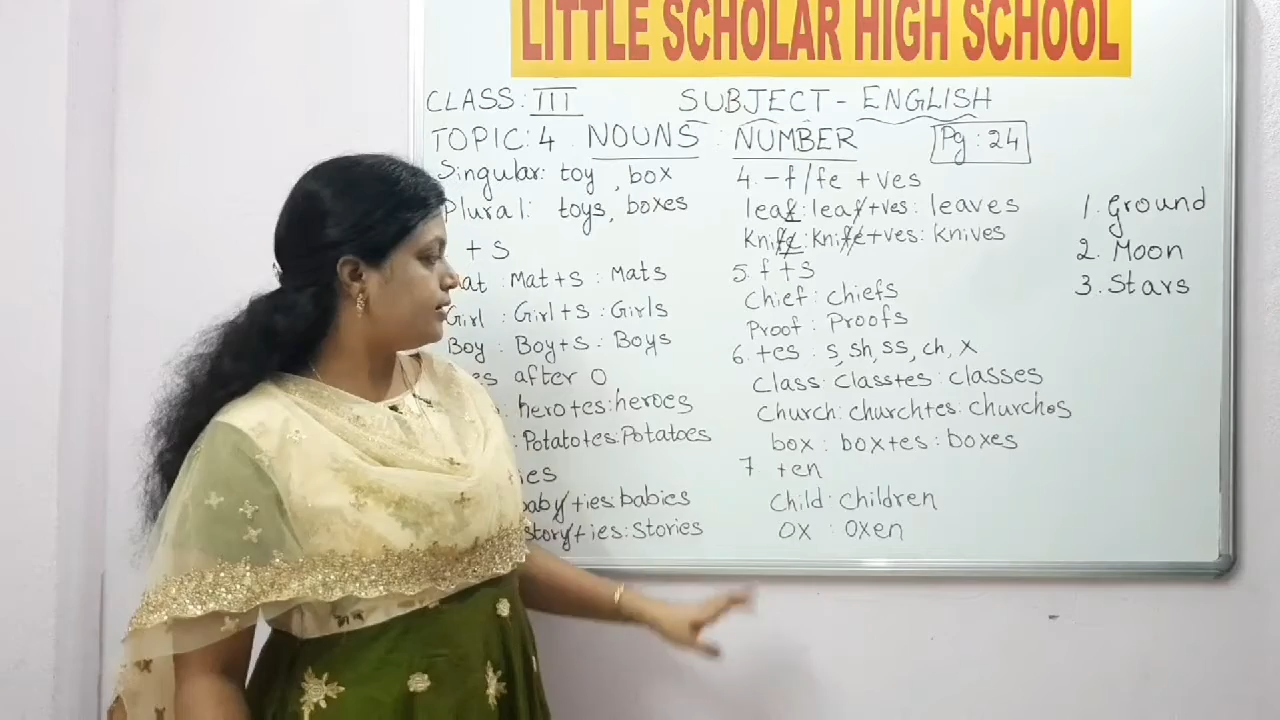 LITTLE SCHOLAR HIGH SCHOOL
CLASS: III SUBJECT - ENGLISH
TOPIC: 4 NOUNS : NUMBER Pg: 24
Singular: toy , box
Plural: toys, boxes
+ s
Mat : Mat+s : Mats
Girl : Girl+s : Girls
Boy : Boy+s : Boys
es after O
: hero+es: heroes
: Potato+es: Potatoes
ies
baby+ies: babies
story+ies: stories
4. -f/fe +ves
leaf: leaf+ves: leaves
Knife: Knife+ves: Knives
5. f + s
Chief: chiefs
Proof: Proofs
6. +es : s, sh, ss, ch, x
Class: Class+es: classes
Church: church+es: churches
box : box+es : boxes
7. +en
Child: Children
Ox : Oxen
1. Ground
2. Moon
3. Stars